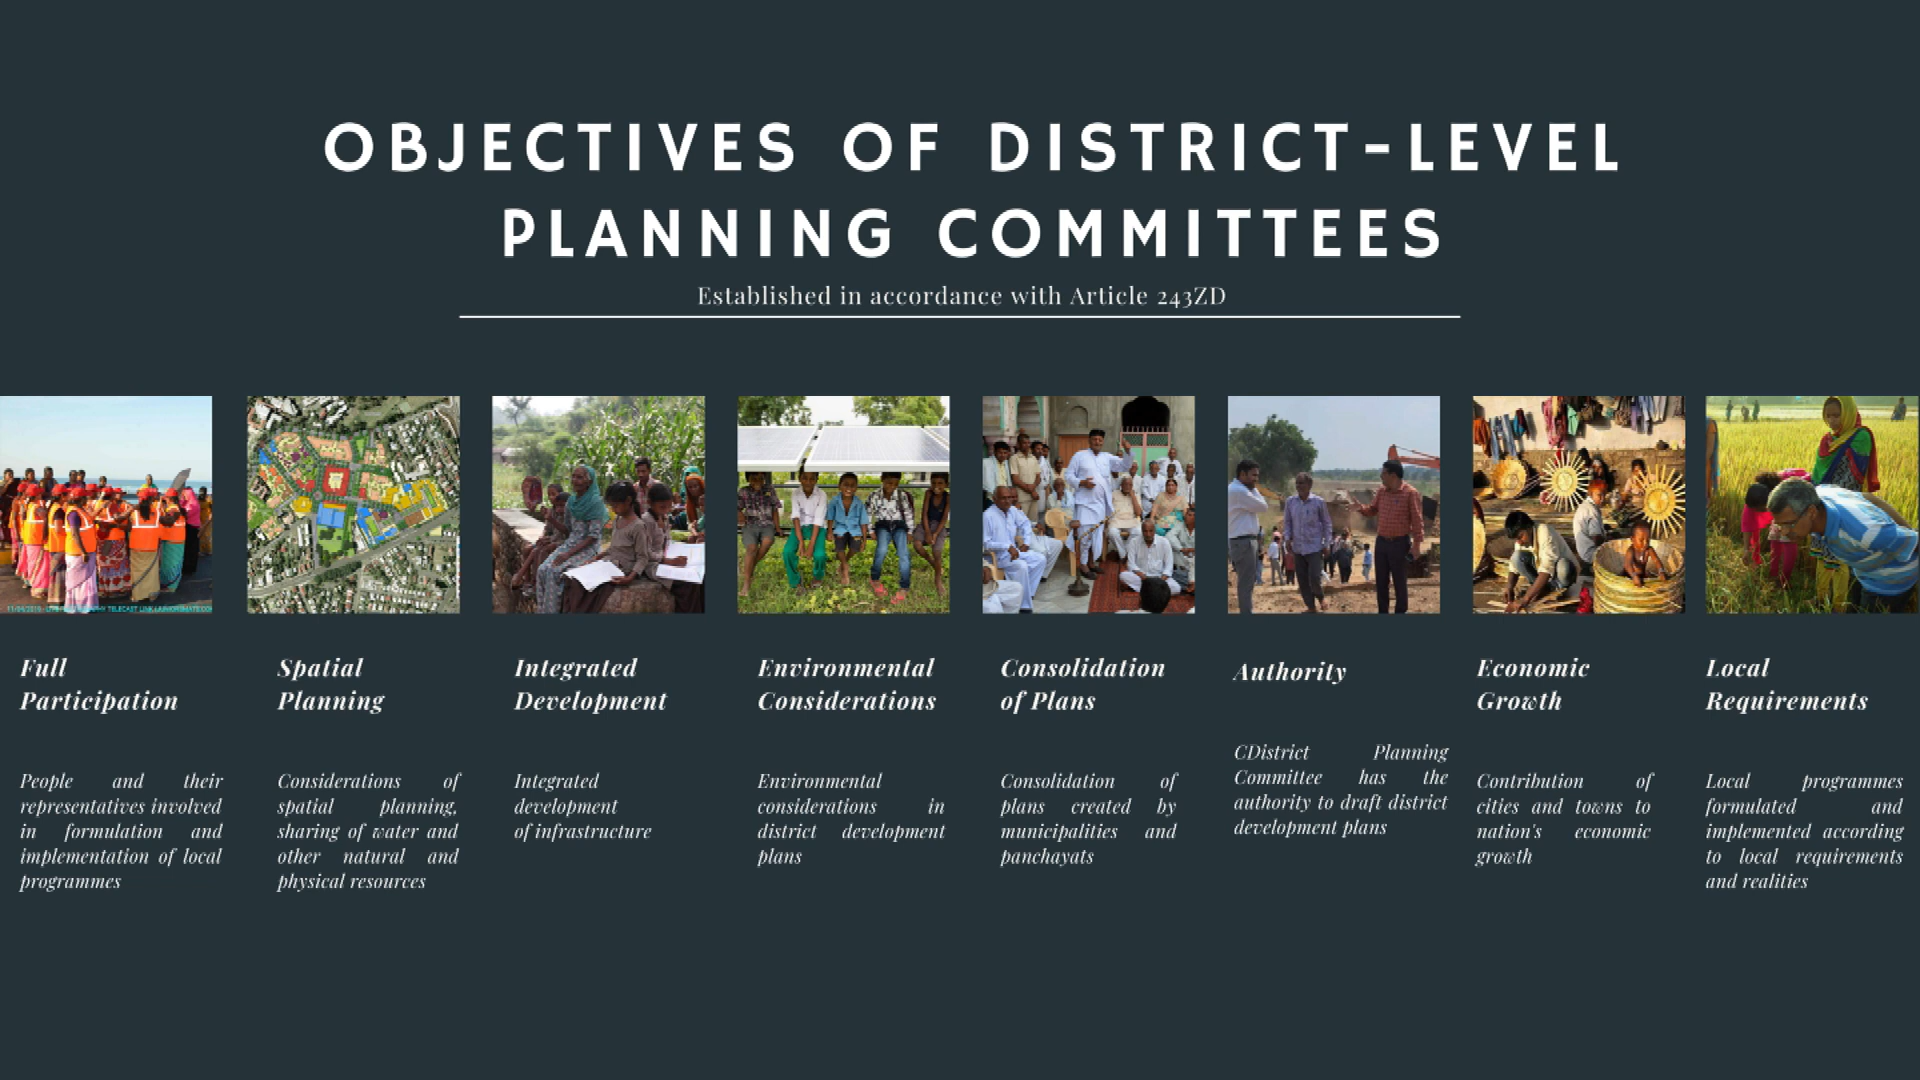 OBJECTIVES OF DISTRICT-LEVEL
PLANNING COMMITTEES
Established in accordance with Article 243ZD
Full
Participation
People and their
representatives involved
in formulation and
implementation of local
programmes
Spatial
Planning
Considerations of
spatial planning,
sharing of water and
other natural and
physical resources
Integrated
Development
Integrated
development
of infrastructure
Environmental
Considerations
Environmental
considerations in
district development
plans
Consolidation
of Plans
Consolidation of
plans created by
municipalities and
panchayats
Authority
CDistrict Planning
Committee has the
authority to draft district
development plans
Economic
Growth
Contribution of
cities and towns to
nation's economic
growth
Local
Requirements
Local programmes
formulated and
implemented according
to local requirements
and realities